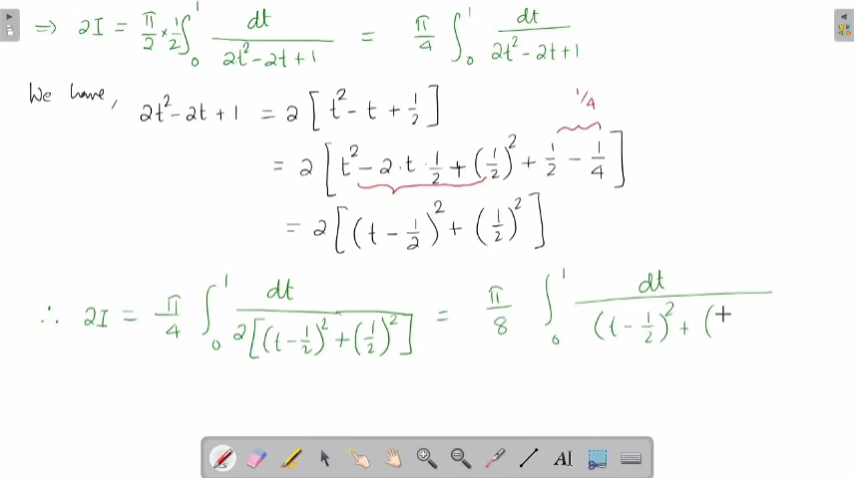 ⇒ 2I = π/2 × 1/2 ∫₀¹ dt/(2t² - 2t + 1) = π/4 ∫₀¹ dt/(2t² - 2t + 1)
1/4
We have, 2t² - 2t + 1 = 2[t² - t + 1/2]
= 2[t² - 2·t·1/2 + (1/2)² + 1/2 - 1/4]
= 2[(t - 1/2)² + (1/2)²]
∴ 2I = π/4 ∫₀¹ dt/(2[(t - 1/2)² + (1/2)²]) = π/8 ∫₀¹ dt/((t - 1/2)² + (
AI